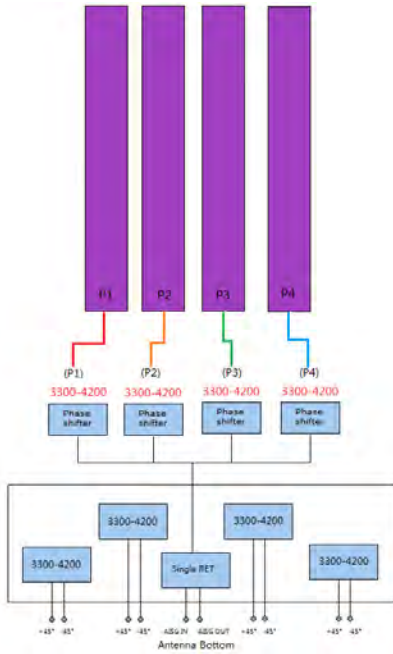 P1 P2 P3 P4
(P1) (P2) (P3) (P4)
3300-4200 3300-4200 3300-4200 3300-4200
Phase shifter Phase shifter Phase shifter Phase shifter
3300-4200 3300-4200
3300-4200 Single RET 3300-4200
+45° -45° +45° -45° AISG IN AISG OUT +45° -45° +45° -45°
Antenna Bottom